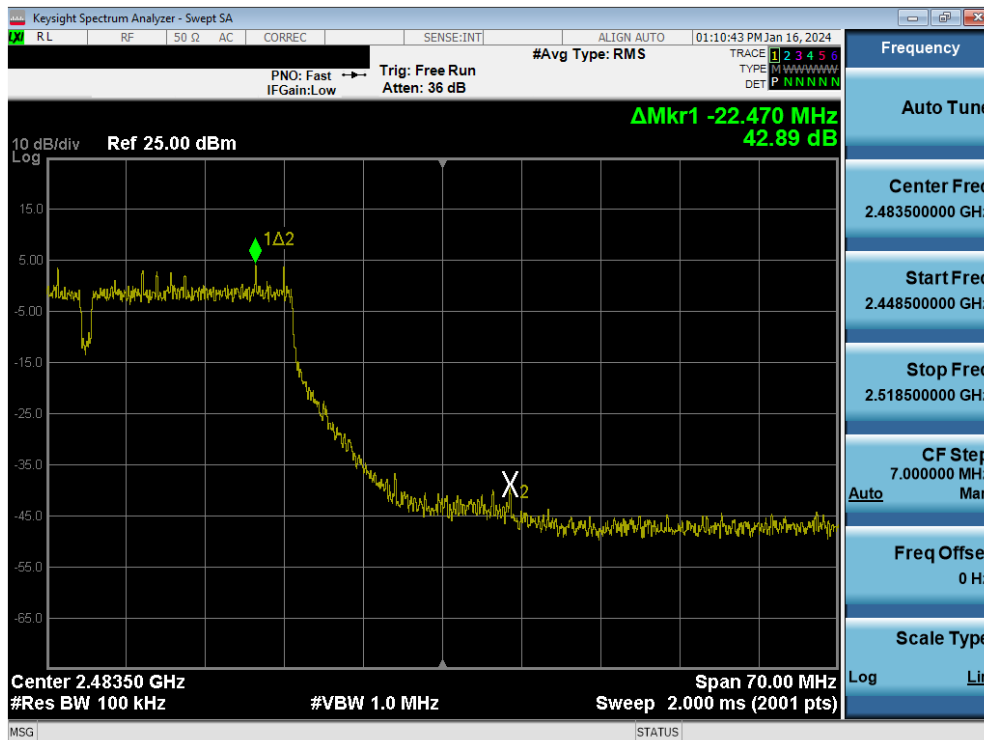 Keysight Spectrum Analyzer - Swept SA
LXI RL RF 50 Ω AC CORREC SENSE:INT ALIGN AUTO 01:10:43 PM Jan 16, 2024
#Avg Type: RMS TRACE 1 2 3 4 5 6
PNO: Fast Trig: Free Run TYPE M W W W W W
IFGain:Low Atten: 36 dB DET P N N N N N
ΔMkr1 -22.470 MHz
42.89 dB
10 dB/div Ref 25.00 dBm
Log
15.0
1Δ2
5.00
-5.00
-15.0
-25.0
-35.0
X2
-45.0
-55.0
-65.0
Center 2.48350 GHz Span 70.00 MHz
#Res BW 100 kHz #VBW 1.0 MHz Sweep 2.000 ms (2001 pts)
MSG STATUS
Frequency
Auto Tune
Center Freq
2.483500000 GHz
Start Freq
2.448500000 GHz
Stop Freq
2.518500000 GHz
CF Step
7.000000 MHz
Auto Man
Freq Offset
0 Hz
Scale Type
Log Lin